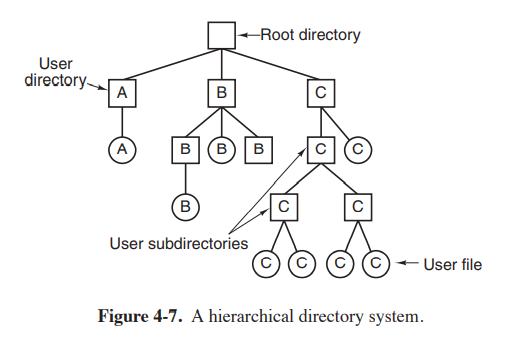 Root directory
User
directory
A B C
A B B B C C
B C C
User subdirectories
C C C C
User file
Figure 4-7. A hierarchical directory system.